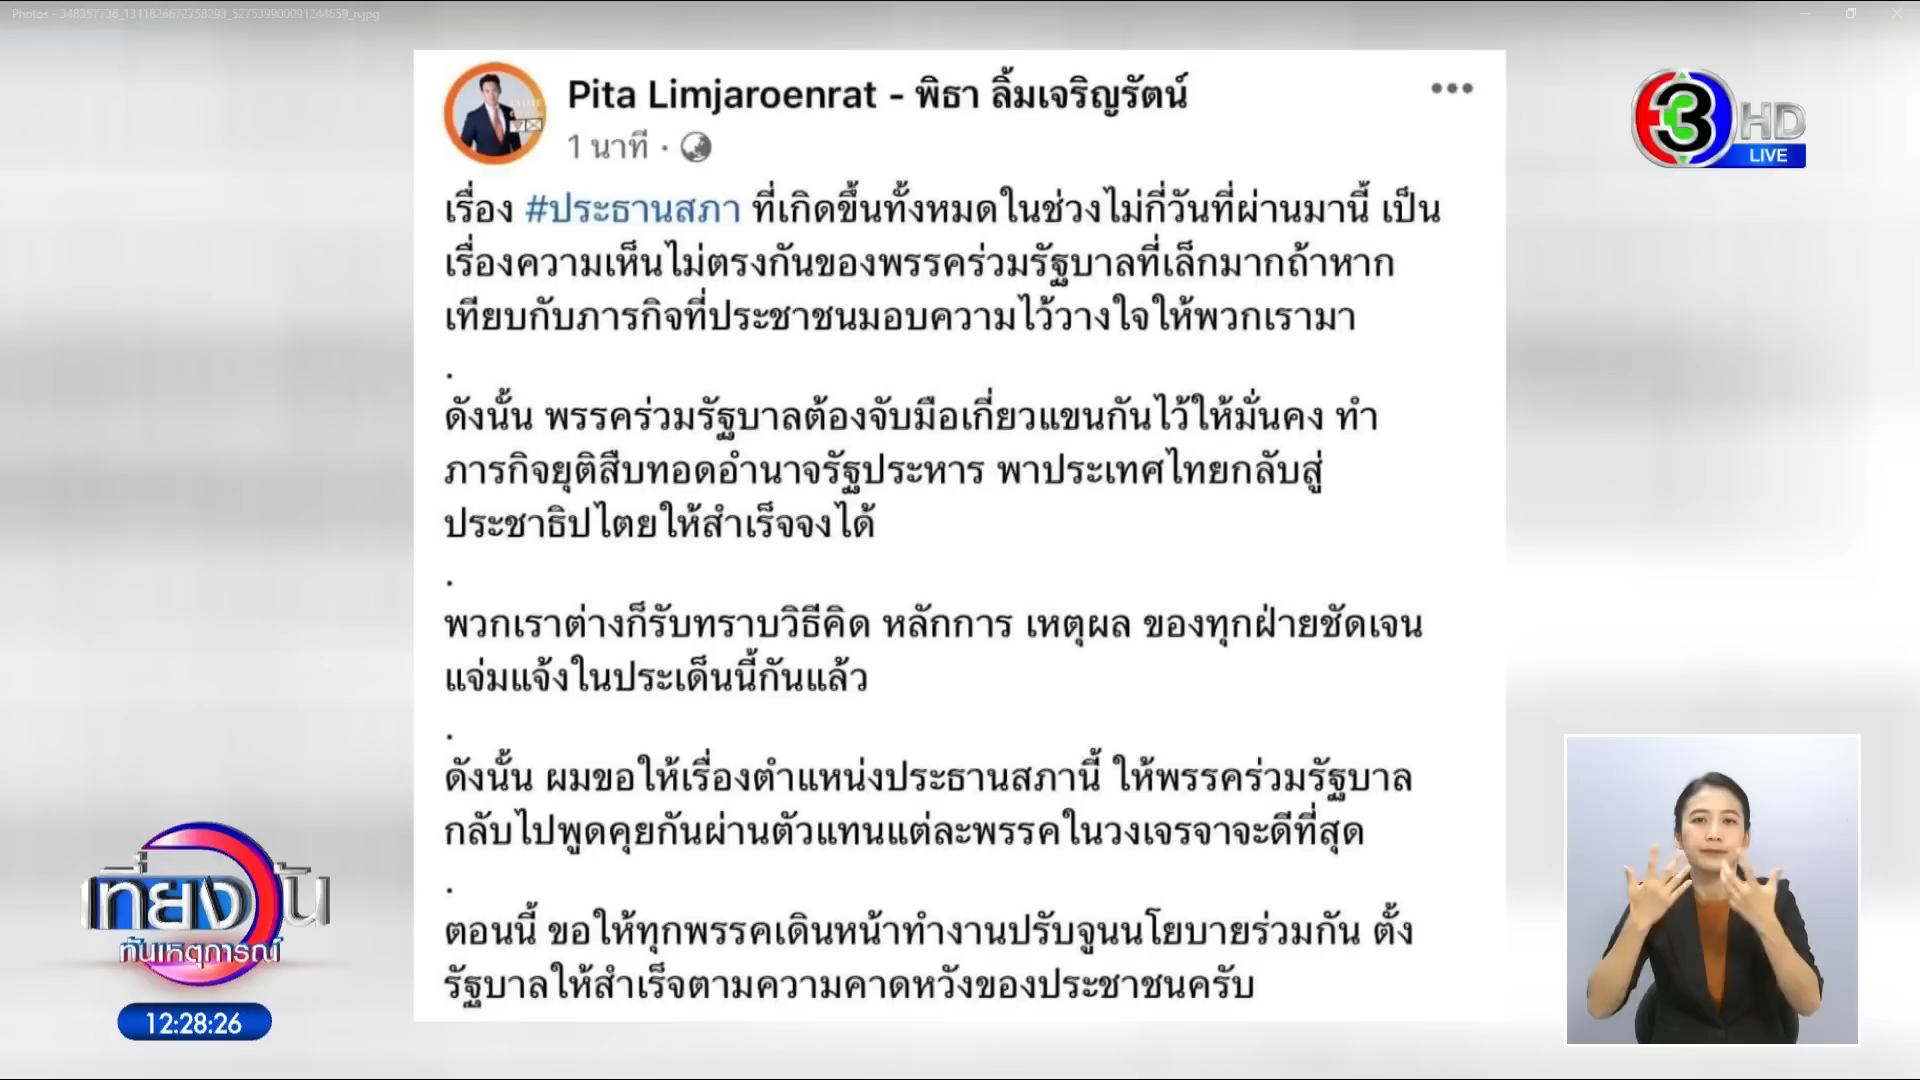 Photos - 348357736_1311826672758293_5275399000912444659_n.jpg
Pita Limjaroenrat - พิธา ลิ้มเจริญรัตน์
1 นาที ·
เรื่อง #ประธานสภา ที่เกิดขึ้นทั้งหมดในช่วงไม่กี่วันที่ผ่านมานี้ เป็น
เรื่องความเห็นไม่ตรงกันของพรรคร่วมรัฐบาลที่เล็กมากถ้าหาก
เทียบกับภารกิจที่ประชาชนมอบความไว้วางใจให้พวกเรามา
.
ดังนั้น พรรคร่วมรัฐบาลต้องจับมือเกี่ยวแขนกันไว้ให้มั่นคง ทำ
ภารกิจยุติสืบทอดอำนาจรัฐประหาร พาประเทศไทยกลับสู่
ประชาธิปไตยให้สำเร็จจงได้
.
พวกเราต่างก็รับทราบวิธีคิด หลักการ เหตุผล ของทุกฝ่ายชัดเจน
แจ่มแจ้งในประเด็นนี้กันแล้ว
.
ดังนั้น ผมขอให้เรื่องตำแหน่งประธานสภานี้ ให้พรรคร่วมรัฐบาล
กลับไปพูดคุยกันผ่านตัวแทนแต่ละพรรคในวงเจรจาจะดีที่สุด
.
ตอนนี้ ขอให้ทุกพรรคเดินหน้าทำงานปรับจูนนโยบายร่วมกัน ตั้ง
รัฐบาลให้สำเร็จตามความคาดหวังของประชาชนครับ
3 HD
LIVE
เที่ยงวัน
ทันเหตุการณ์
12:28:26